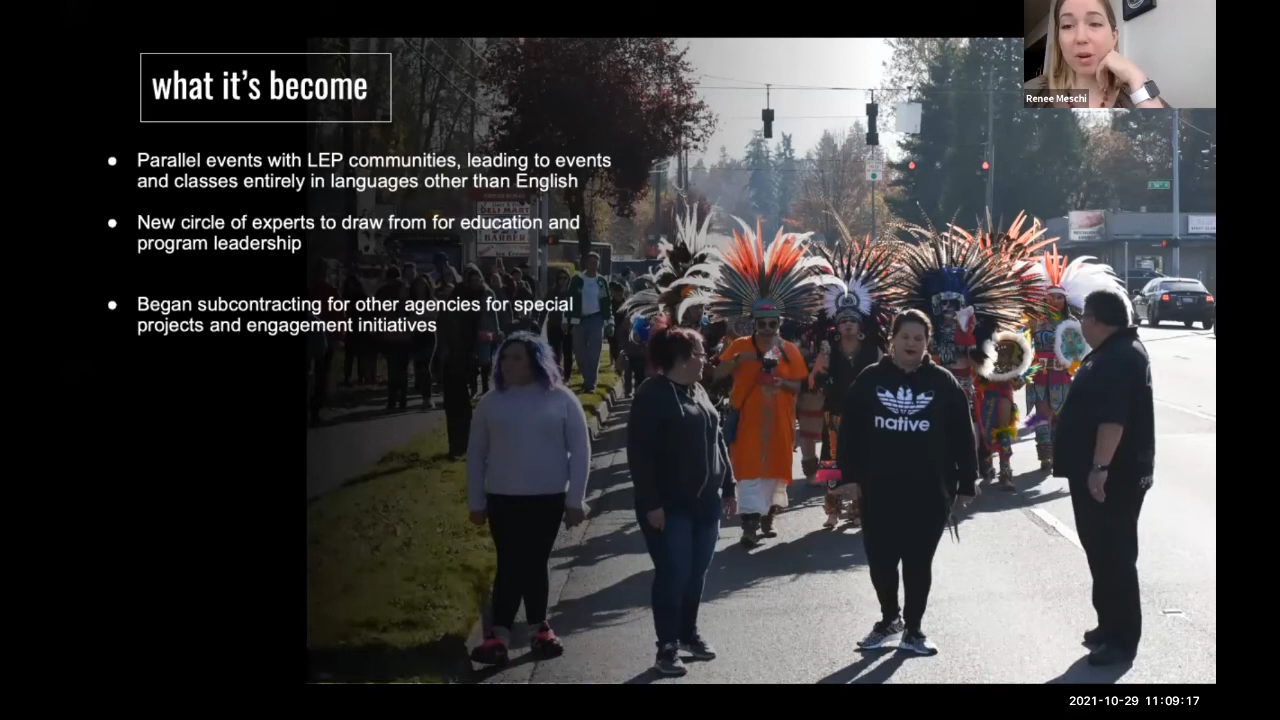 what it's become
Renee Meschi
● Parallel events with LEP communities, leading to events
and classes entirely in languages other than English
● New circle of experts to draw from for education and
program leadership
● Began subcontracting for other agencies for special
projects and engagement initiatives
BARBER
native
2021-10-29 11:09:17